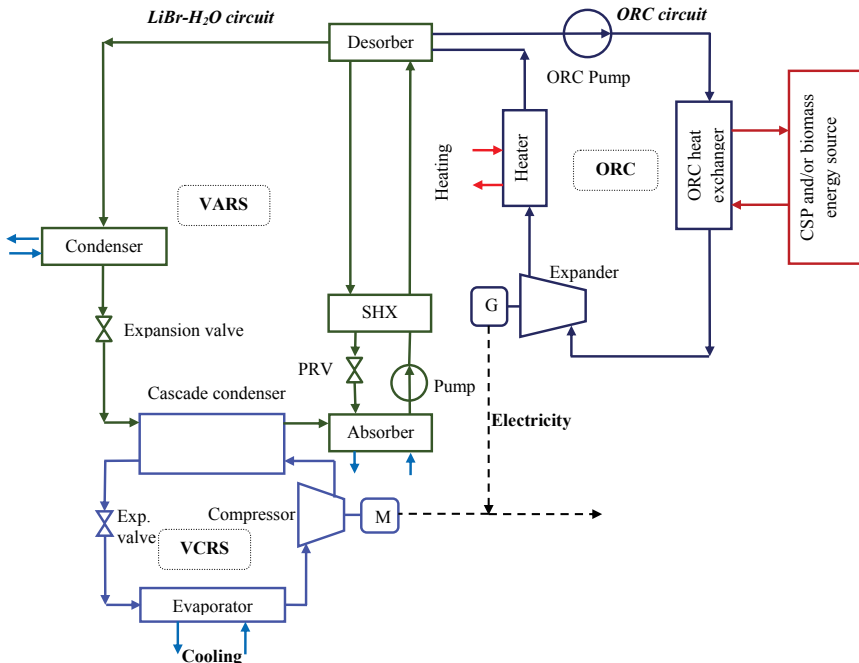 LiBr-H2O circuit
ORC circuit
Desorber
ORC Pump
Heating
Heater
ORC
ORC heat
exchanger
CSP and/or biomass
energy source
VARS
Condenser
Expander
SHX
G
Expansion valve
PRV
Pump
Cascade condenser
Absorber
Electricity
Compressor
M
Exp.
valve
VCRS
Evaporator
Cooling